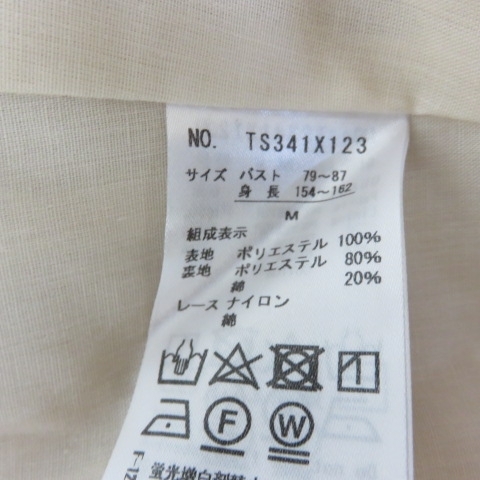 NO. TS341X123
サイズ バスト 79～87
身長 154～162
M
組成表示
表地 ポリエステル 100%
裏地 ポリエステル 80%
綿 20%
レース ナイロン
綿
F
W